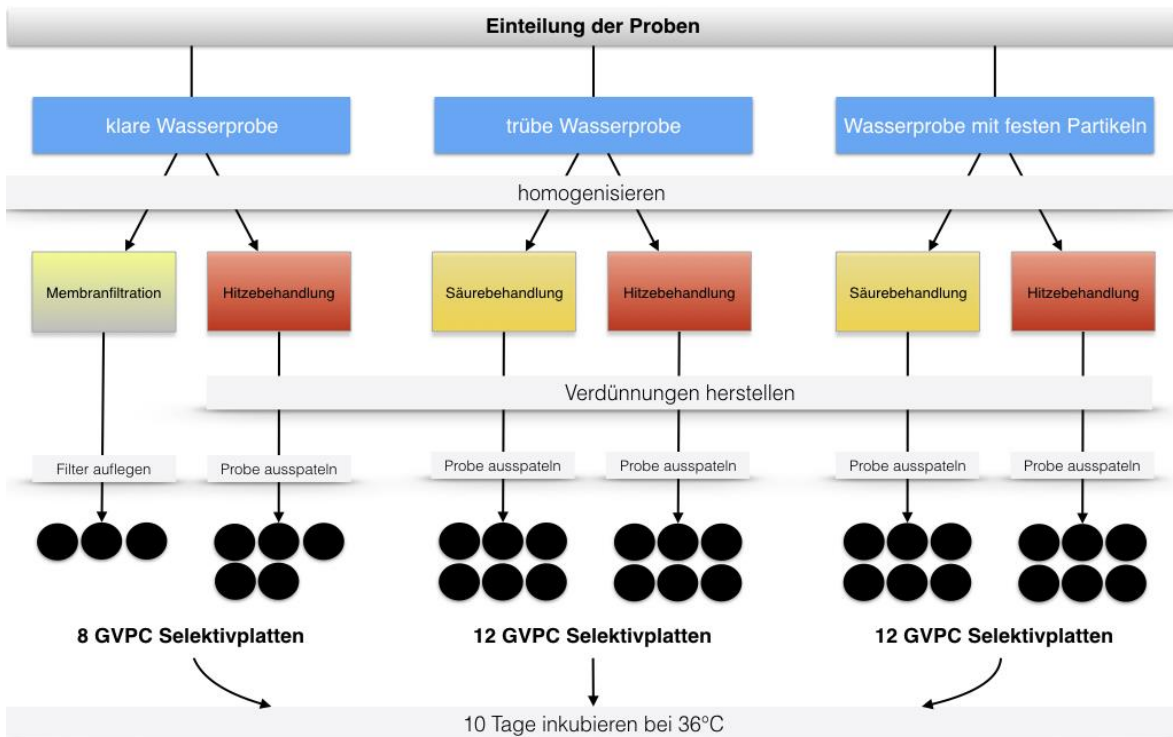 Einteilung der Proben
klare Wasserprobe
trübe Wasserprobe
Wasserprobe mit festen Partikeln
homogenisieren
Membranfiltration
Hitzebehandlung
Säurebehandlung
Hitzebehandlung
Säurebehandlung
Hitzebehandlung
Verdünnungen herstellen
Filter auflegen
Probe ausspateln
Probe ausspateln
Probe ausspateln
Probe ausspateln
Probe ausspateln
8 GVPC Selektivplatten
12 GVPC Selektivplatten
12 GVPC Selektivplatten
10 Tage inkubieren bei 36°C